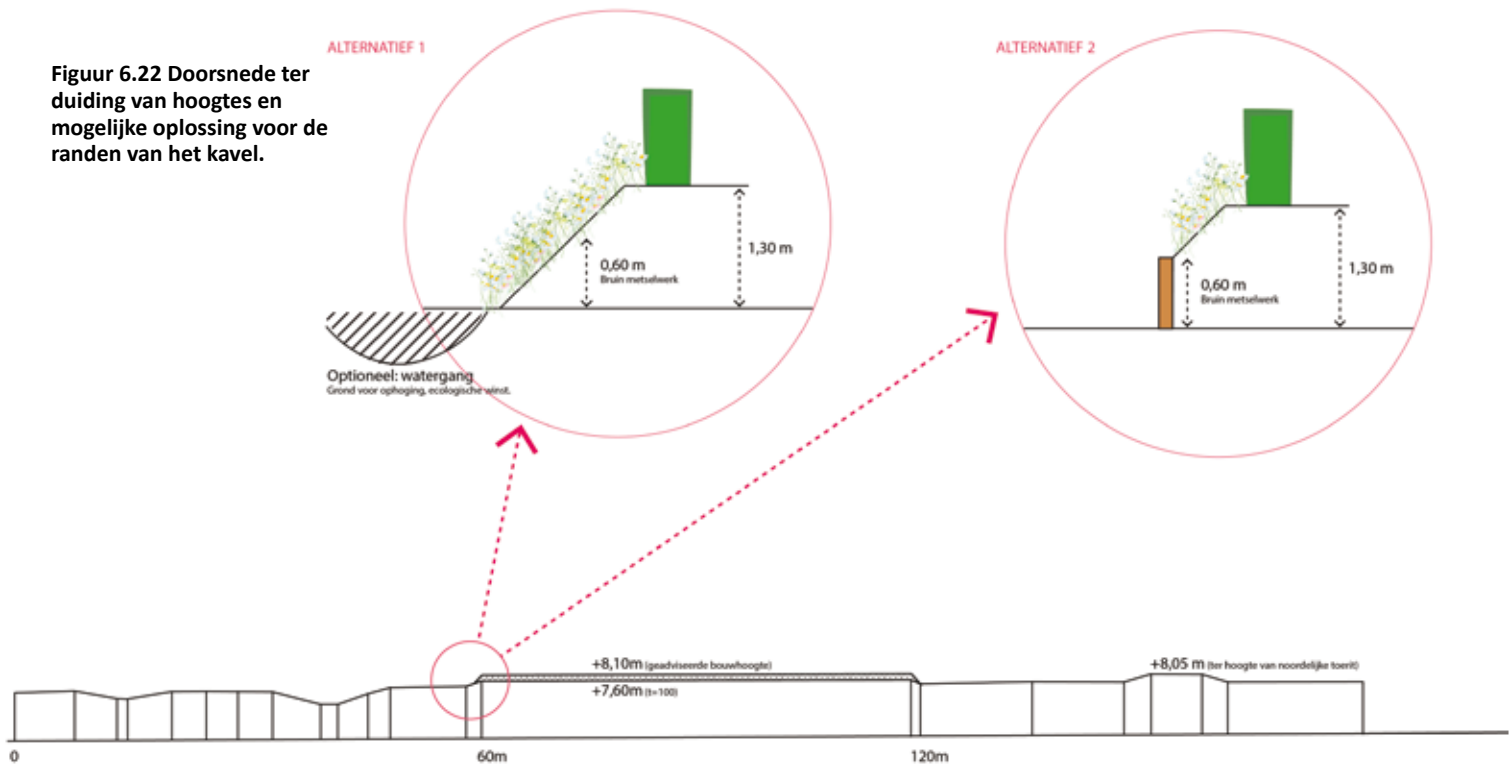 Figuur 6.22 Doorsnede ter
duiding van hoogtes en
mogelijke oplossing voor de
randen van het kavel.
ALTERNATIEF 1
1,30 m
0,60 m
Bruin metselwerk
Optioneel: watergang
Grond voor ophoging, ecologische winst.
ALTERNATIEF 2
1,30 m
0,60 m
Bruin metselwerk
+8,10m (geadviseerde bouwhoogte)
+7,60m (t=100)
+8,05 m (ter hoogte van noordelijke toerit)
0
60m
120m